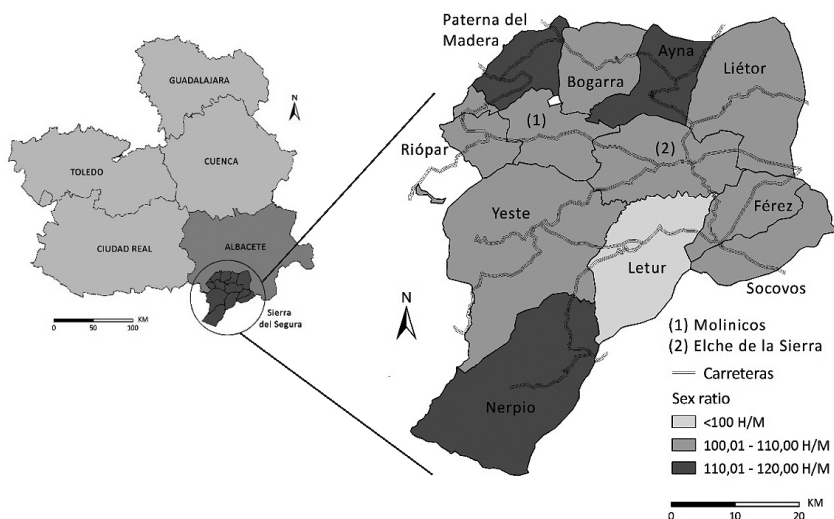 GUADALAJARA
N
TOLEDO
CUENCA
CIUDAD REAL
ALBACETE
Sierra
del Segura
0 50 100 KM
Paterna del
Madera
Bogarra
Ayna
Liétor
(1)
(2)
Riópar
Yeste
Férez
Letur
Socovos
N
Nerpio
(1) Molinicos
(2) Elche de la Sierra
Carreteras
Sex ratio
<100 H/M
100,01 - 110,00 H/M
110,01 - 120,00 H/M
KM
0 10 20